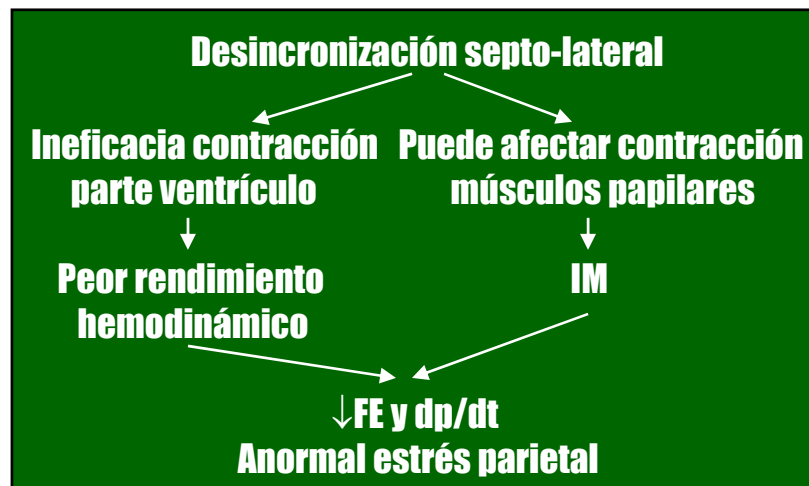 Desincronización septo-lateral
Ineficacia contracción
parte ventrículo
Puede afectar contracción
músculos papilares
Peor rendimiento
hemodinámico
IM
↓FE y dp/dt
Anormal estrés parietal